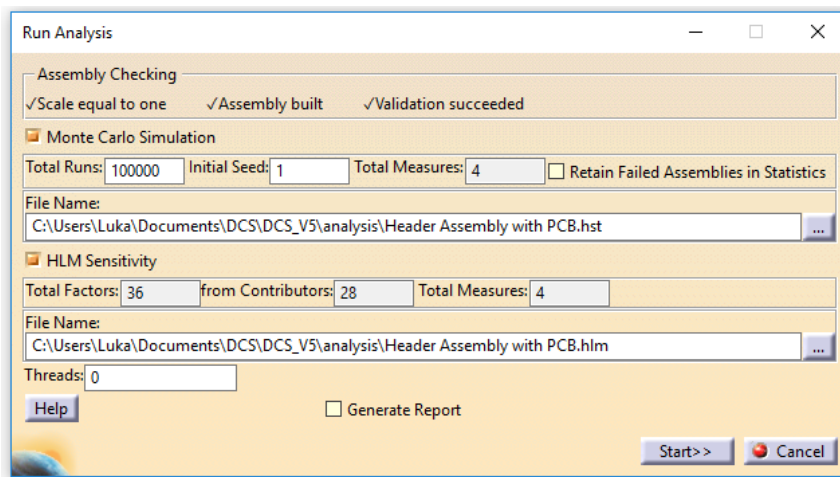 Run Analysis
Assembly Checking
✓Scale equal to one ✓Assembly built ✓Validation succeeded
Monte Carlo Simulation
Total Runs: 100000 Initial Seed: 1 Total Measures: 4 Retain Failed Assemblies in Statistics
File Name:
C:\Users\Luka\Documents\DCS\DCS_V5\analysis\Header Assembly with PCB.hst ...
HLM Sensitivity
Total Factors: 36 from Contributors: 28 Total Measures: 4
File Name:
C:\Users\Luka\Documents\DCS\DCS_V5\analysis\Header Assembly with PCB.hlm ...
Threads: 0
Help Generate Report
Start>> Cancel